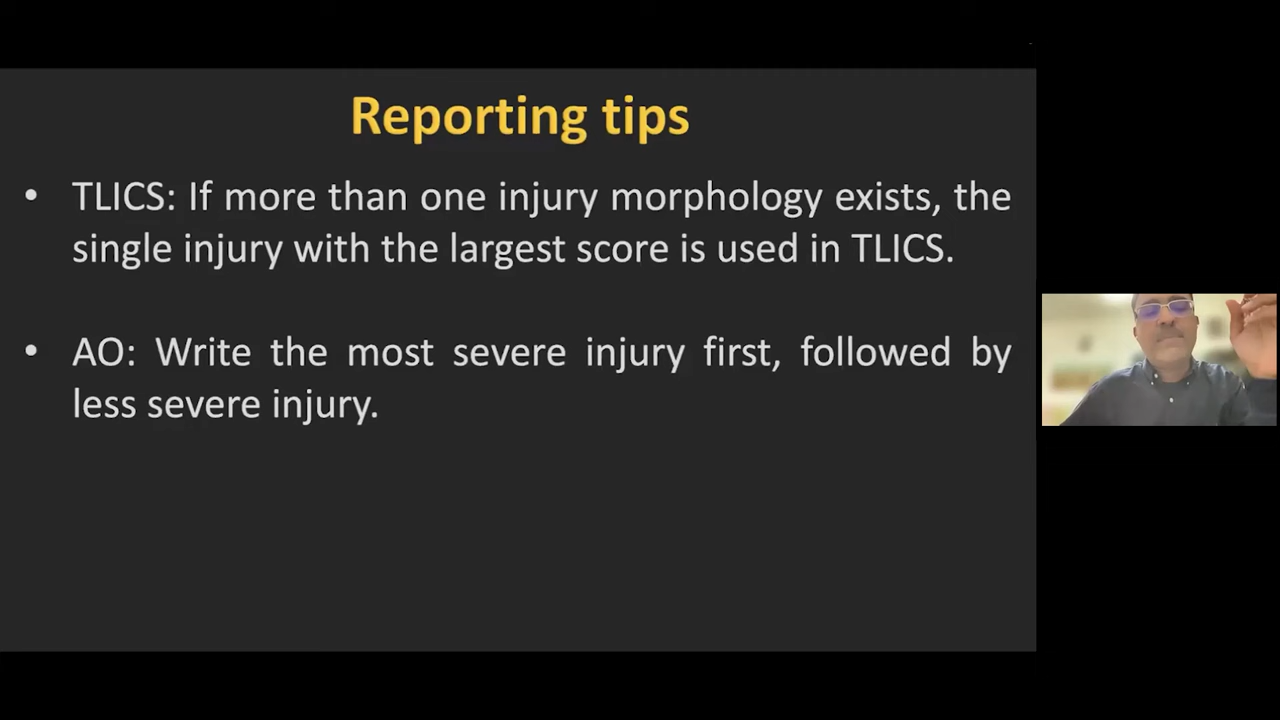 Reporting tips
• TLICS: If more than one injury morphology exists, the
single injury with the largest score is used in TLICS.
• AO: Write the most severe injury first, followed by
less severe injury.